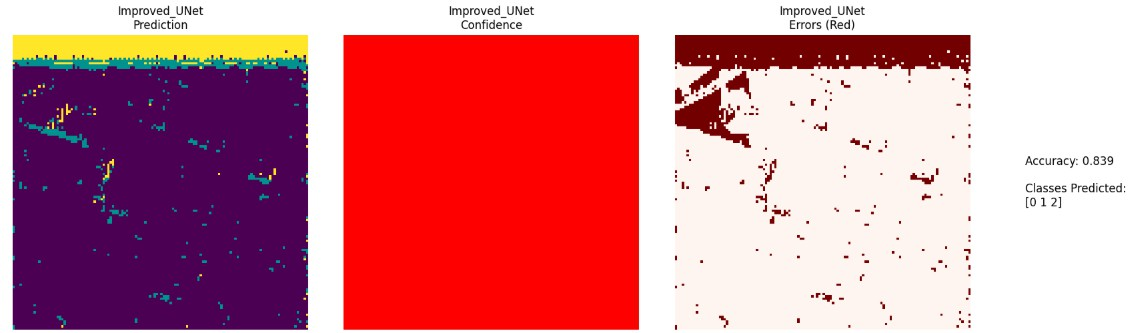 Improved_UNet
Prediction
Improved_UNet
Confidence
Improved_UNet
Errors (Red)
Accuracy: 0.839
Classes Predicted:
[0 1 2]